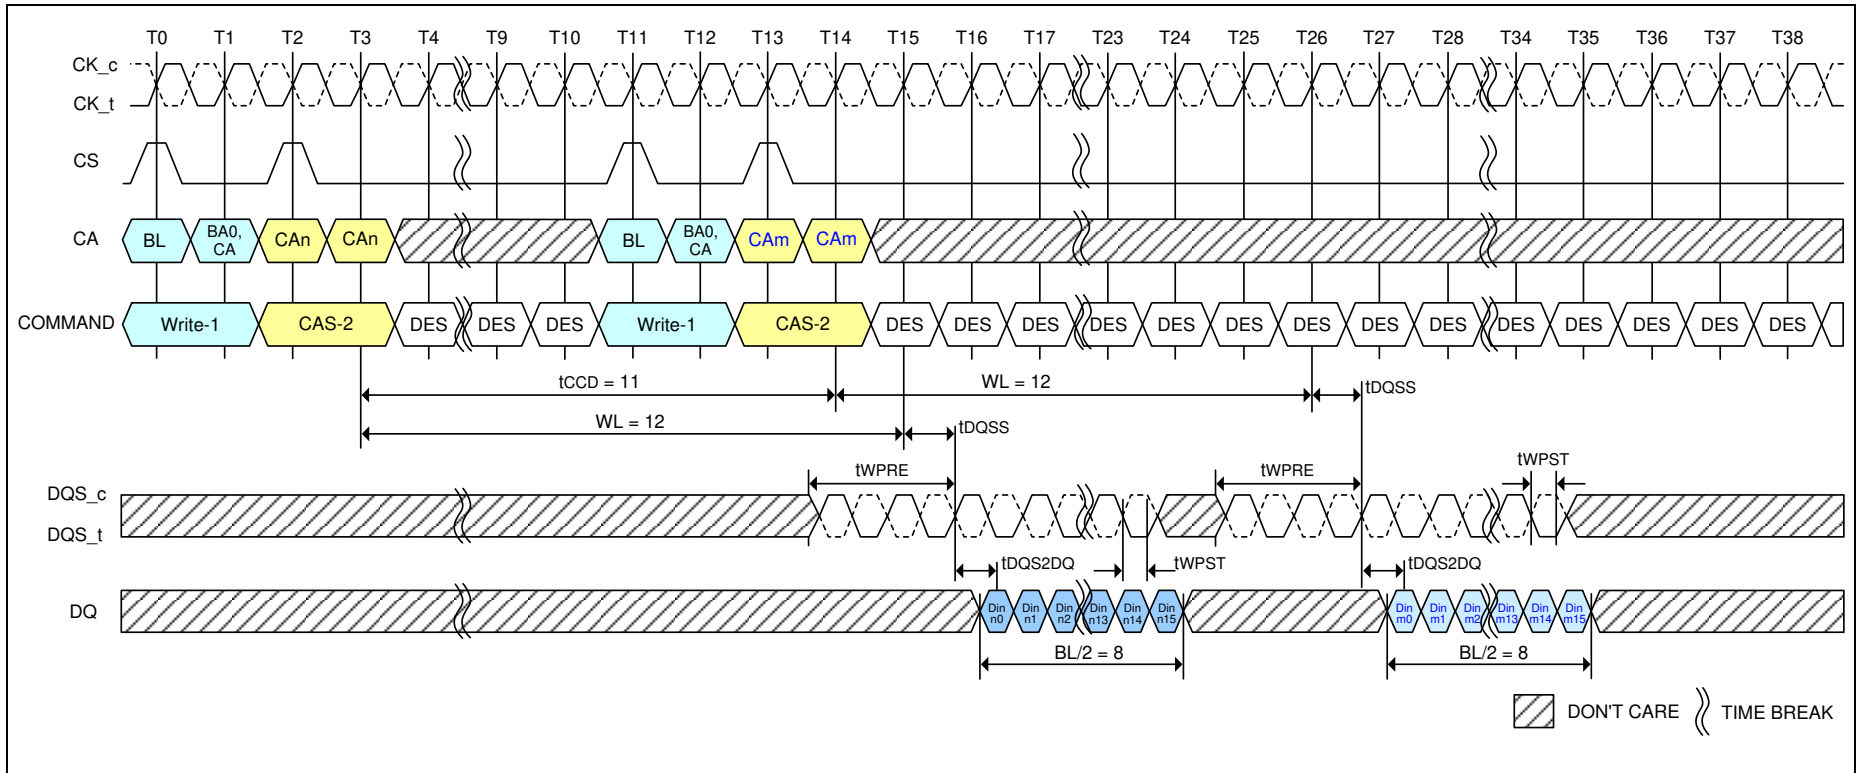 T0 T1 T2 T3 T4 T9 T10 T11 T12 T13 T14 T15 T16 T17 T23 T24 T25 T26 T27 T28 T34 T35 T36 T37 T38
CK_c
CK_t
CS
CA BL BA0, CA CAn CAn BL BA0, CA CAm CAm
COMMAND Write-1 CAS-2 DES DES DES Write-1 CAS-2 DES DES DES DES DES DES DES DES DES DES DES DES DES DES
tCCD = 11 WL = 12 tDQSS
WL = 12 tDQSS
tWPRE tWPRE tWPST
DQS_c
DQS_t
tDQS2DQ tWPST tDQS2DQ
DQ Din n0 Din n1 Din n2 Din n13 Din n14 Din n15 Din m0 Din m1 Din m2 Din m13 Din m14 Din m15
BL/2 = 8 BL/2 = 8
DON'T CARE TIME BREAK